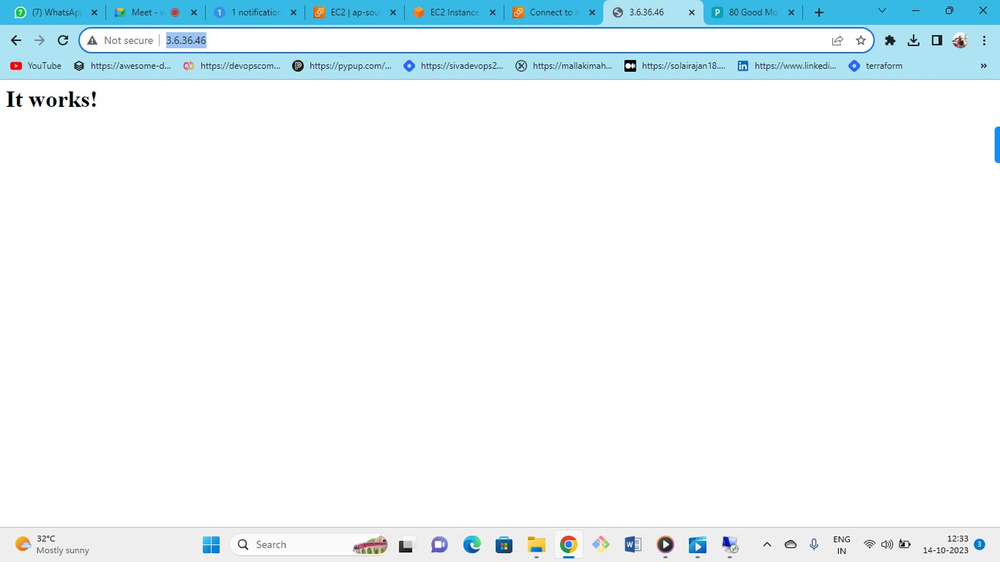 (7) WhatsAp Meet - w 1 notification EC2 | ap-sou EC2 Instance Connect to i 3.6.36.46 80 Good Mo
Not secure 3.6.36.46
YouTube https://awesome-d... https://devopscom... https://pypup.com/... https://sivadevops2... https://mallakimah... https://solairajan18.... https://www.linkedi... terraform »
It works!
32°C
Mostly sunny
Search
ENG
IN
12:33
14-10-2023
3